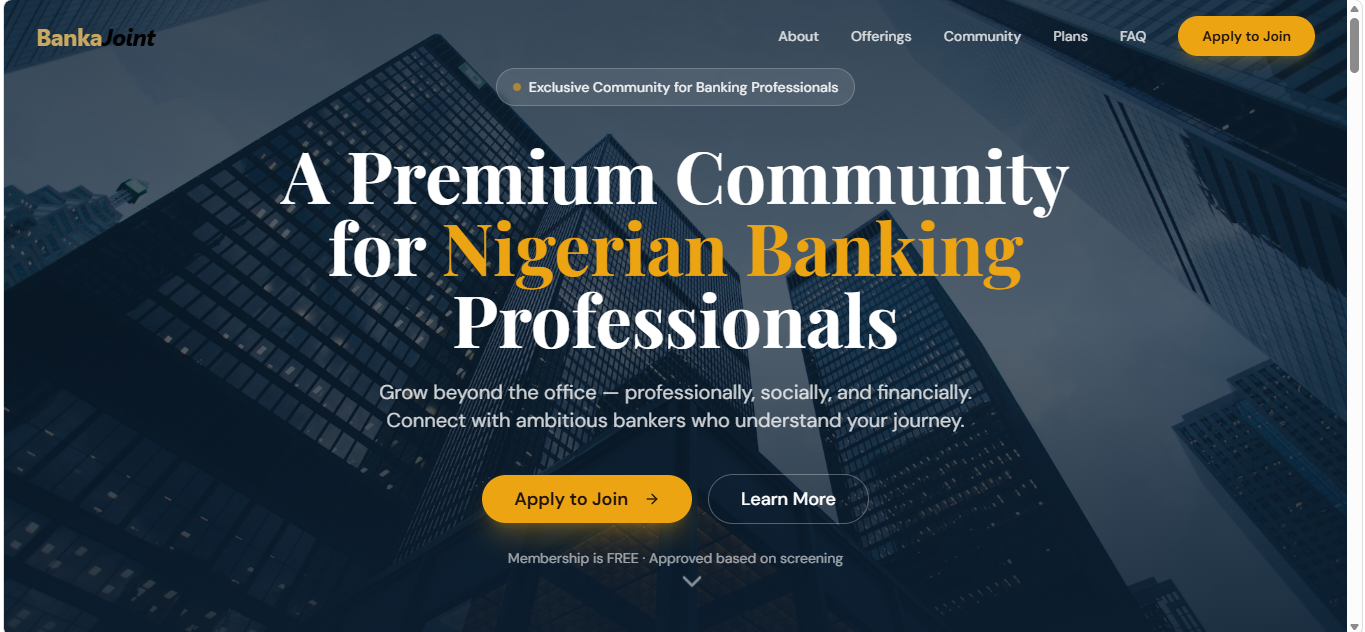 BankaJoint
About
Offerings
Community
Plans
FAQ
Apply to Join
Exclusive Community for Banking Professionals
A Premium Community
for Nigerian Banking
Professionals
Grow beyond the office — professionally, socially, and financially.
Connect with ambitious bankers who understand your journey.
Apply to Join →
Learn More
Membership is FREE · Approved based on screening